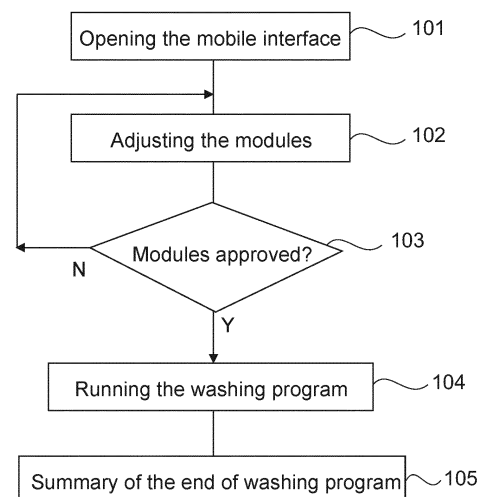 Opening the mobile interface
101
Adjusting the modules
102
Modules approved?
103
N
Y
Running the washing program
104
Summary of the end of washing program
105